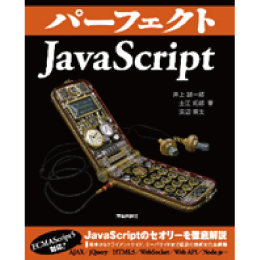 パーフェクト
JavaScript
井上 誠一郎
土江 拓郎 著
浜辺 将太
技術評論社
ECMAScript5
対応!
JavaScriptのセオリーを徹底解説
AJAX jQuery HTML5 WebSocket Web API Node.js